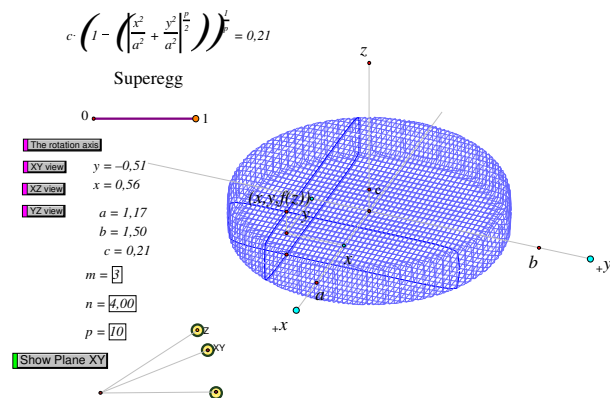 c· (1 − (|x²/a² + y²/a²|^(p/2)))^(1/p) = 0,21
Superegg
0 1
The rotation axis
XY view
XZ view
YZ view
y = −0,51
x = 0,56
a = 1,17
b = 1,50
c = 0,21
m = 3
n = 4,00
p = 10
Show Plane XY
Z
XY
z
(x,y,f(z))
c
y
x
a
b
+x
+y